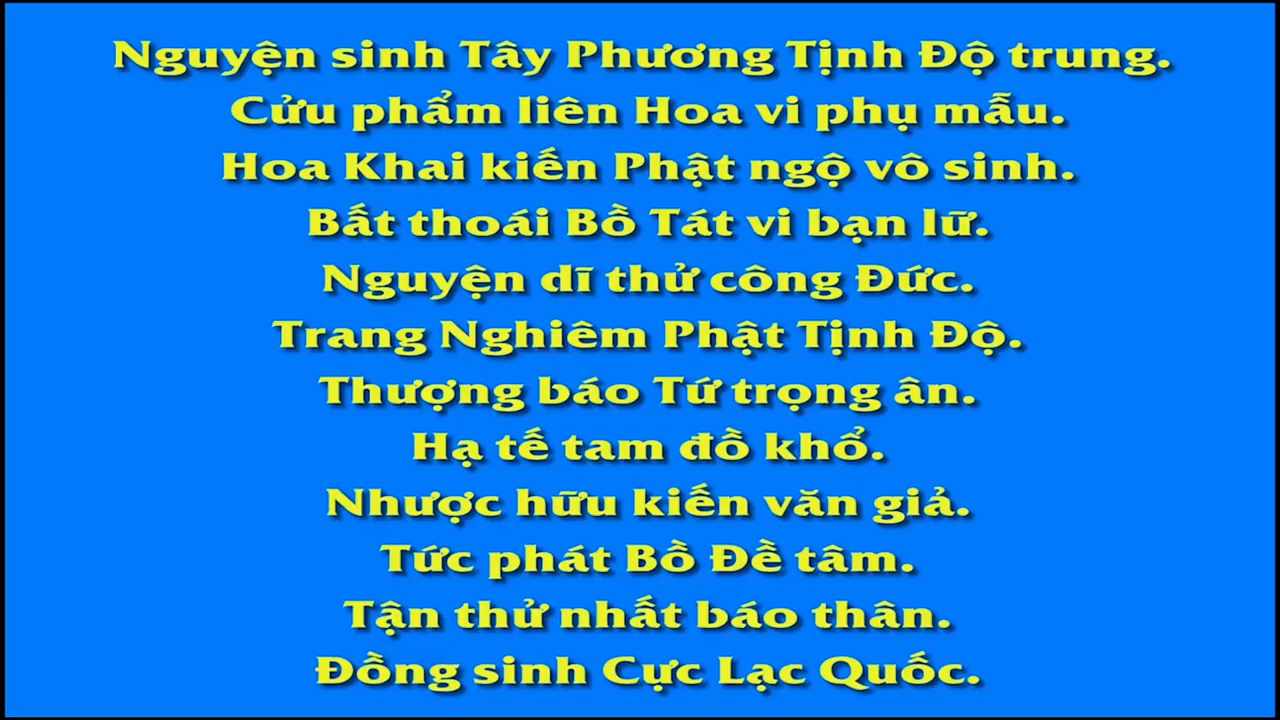 Nguyện sinh Tây Phương Tịnh Độ trung.
Cửu phẩm liên Hoa vi phụ mẫu.
Hoa Khai kiến Phật ngộ vô sinh.
Bất thoái Bồ Tát vi bạn lữ.
Nguyện dĩ thử công Đức.
Trang Nghiêm Phật Tịnh Độ.
Thượng báo Tứ trọng ân.
Hạ tế tam đồ khổ.
Nhược hữu kiến văn giả.
Tức phát Bồ Đề tâm.
Tận thử nhất báo thân.
Đồng sinh Cực Lạc Quốc.